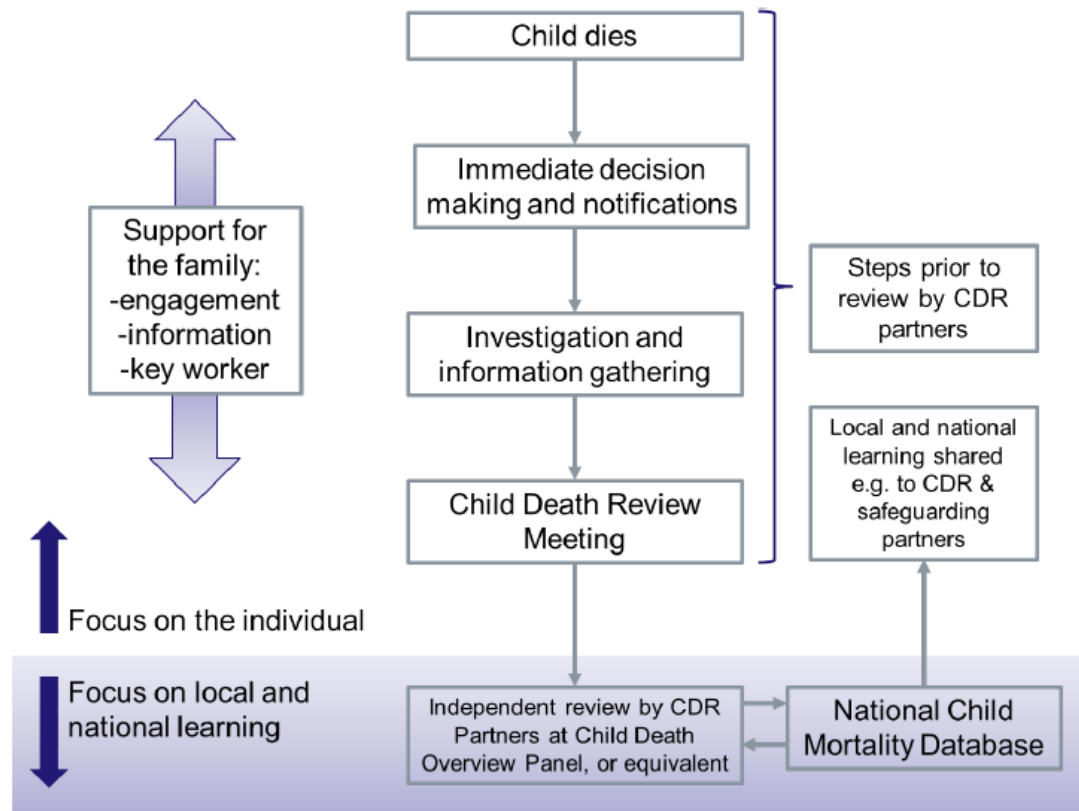 Child dies
Immediate decision
making and notifications
Support for
the family:
-engagement
-information
-key worker
Steps prior to
review by CDR
partners
Investigation and
information gathering
Local and national
learning shared
e.g. to CDR &
safeguarding
partners
Child Death Review
Meeting
Focus on the individual
Focus on local and
national learning
Independent review by CDR
Partners at Child Death
Overview Panel, or equivalent
National Child
Mortality Database